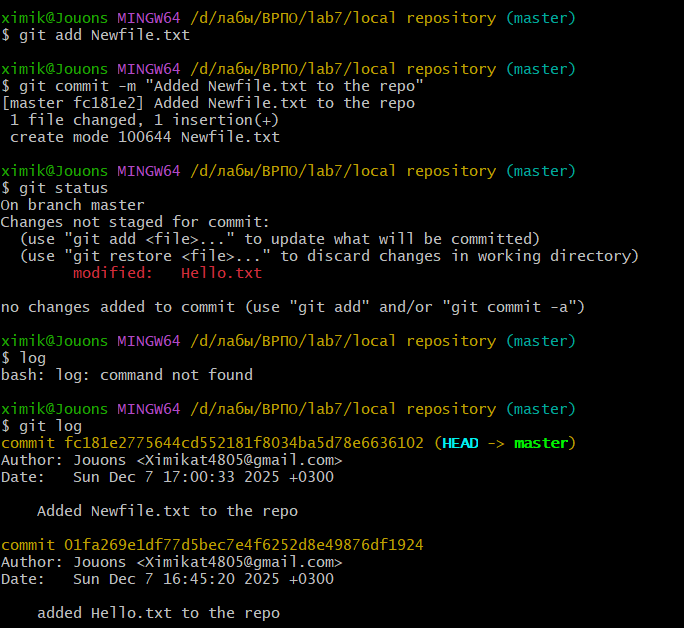 ximik@Jouons MINGW64 /d/лабы/ВРПО/lab7/local repository (master)
$ git add Newfile.txt
ximik@Jouons MINGW64 /d/лабы/ВРПО/lab7/local repository (master)
$ git commit -m "Added Newfile.txt to the repo"
[master fc181e2] Added Newfile.txt to the repo
 1 file changed, 1 insertion(+)
 create mode 100644 Newfile.txt
ximik@Jouons MINGW64 /d/лабы/ВРПО/lab7/local repository (master)
$ git status
On branch master
Changes not staged for commit:
  (use "git add <file>..." to update what will be committed)
  (use "git restore <file>..." to discard changes in working directory)
        modified:   Hello.txt
no changes added to commit (use "git add" and/or "git commit -a")
ximik@Jouons MINGW64 /d/лабы/ВРПО/lab7/local repository (master)
$ log
bash: log: command not found
ximik@Jouons MINGW64 /d/лабы/ВРПО/lab7/local repository (master)
$ git log
commit fc181e2775644cd552181f8034ba5d78e6636102 (HEAD -> master)
Author: Jouons <Ximikat4805@gmail.com>
Date:   Sun Dec 7 17:00:33 2025 +0300
    Added Newfile.txt to the repo
commit 01fa269e1df77d5bec7e4f6252d8e49876df1924
Author: Jouons <Ximikat4805@gmail.com>
Date:   Sun Dec 7 16:45:20 2025 +0300
    added Hello.txt to the repo